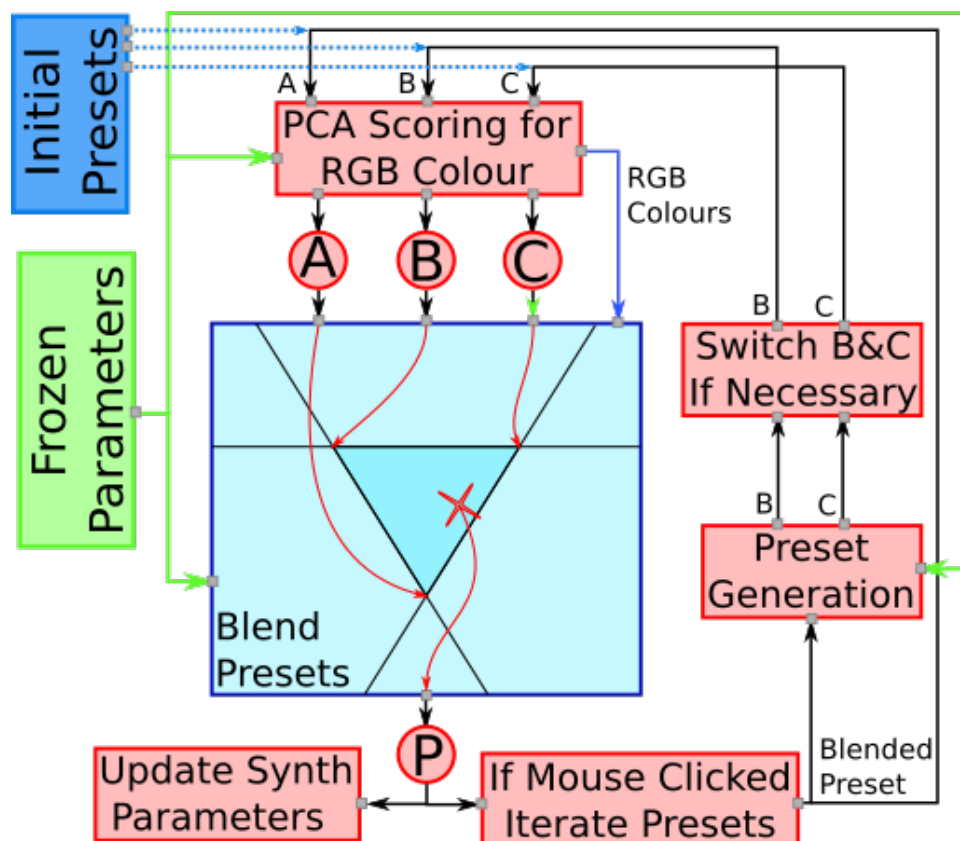 Initial
Presets
A
B
C
PCA Scoring for
RGB Colour
RGB
Colours
A
B
C
Frozen
Parameters
B
C
Switch B&C
If Necessary
B
C
Preset
Generation
Blend
Presets
P
Update Synth
Parameters
If Mouse Clicked
Iterate Presets
Blended
Preset